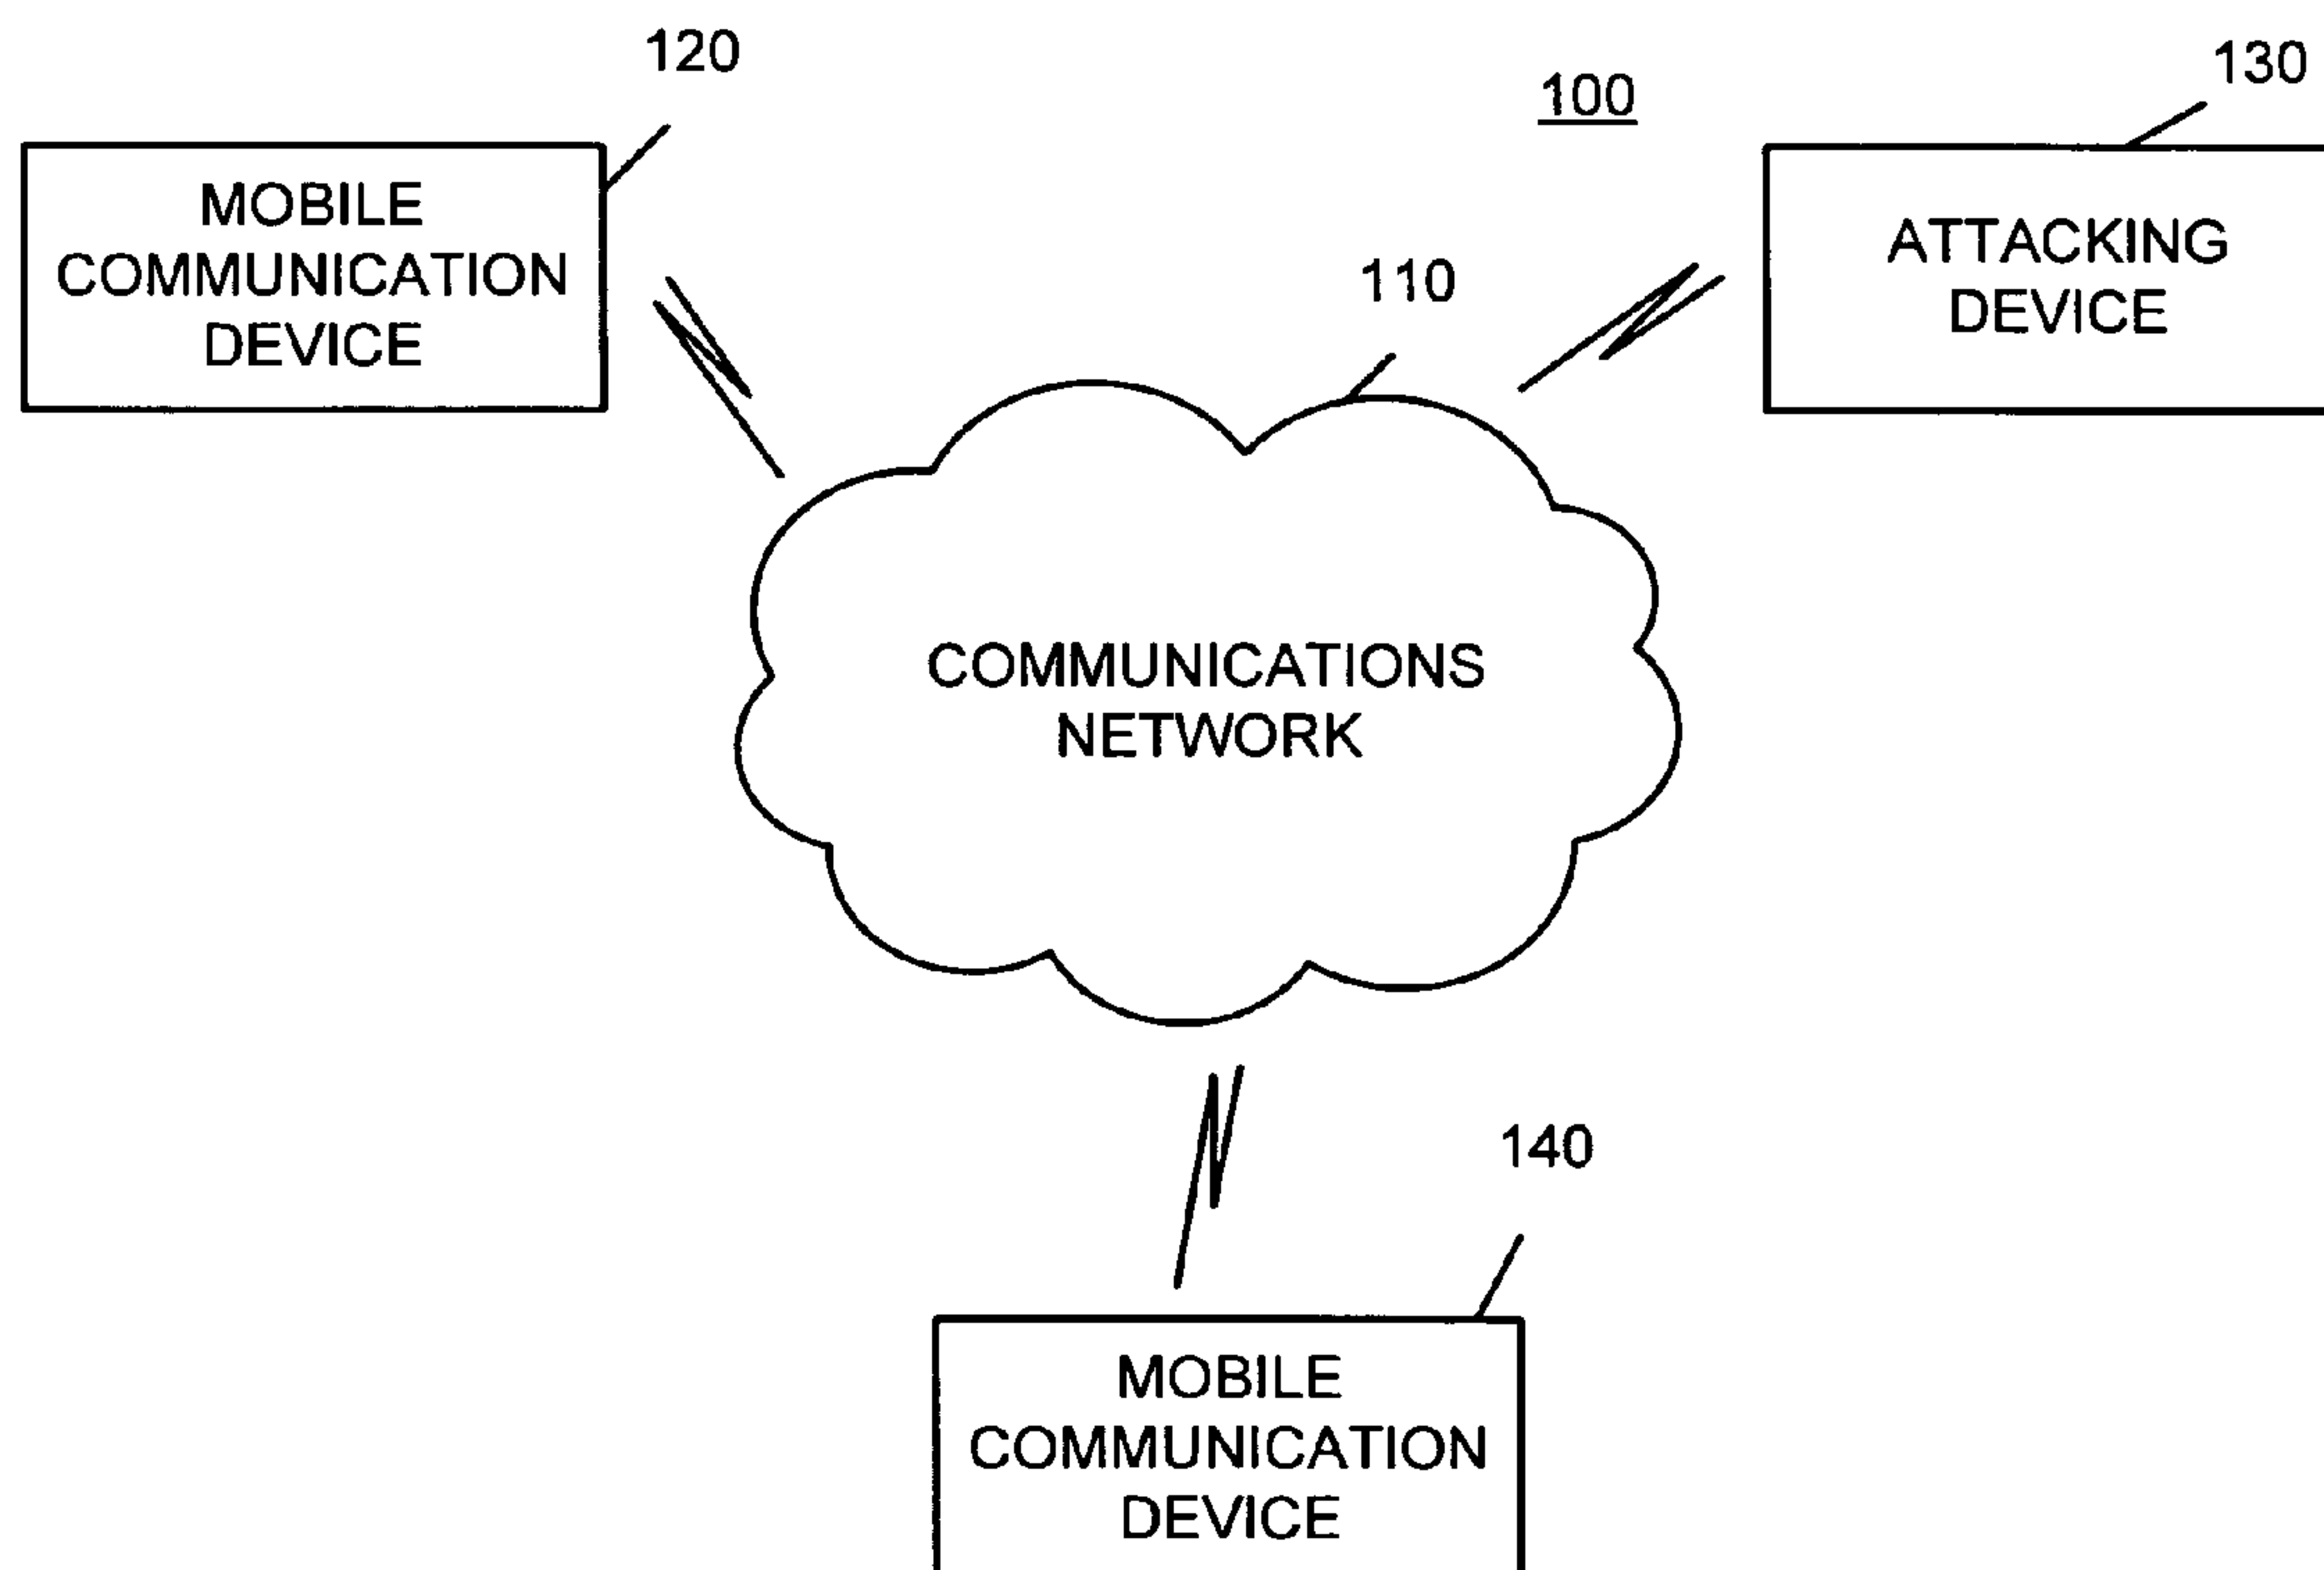 120
100
130
MOBILE
COMMUNICATION
DEVICE
ATTACKING
DEVICE
110
COMMUNICATIONS
NETWORK
140
MOBILE
COMMUNICATION
DEVICE